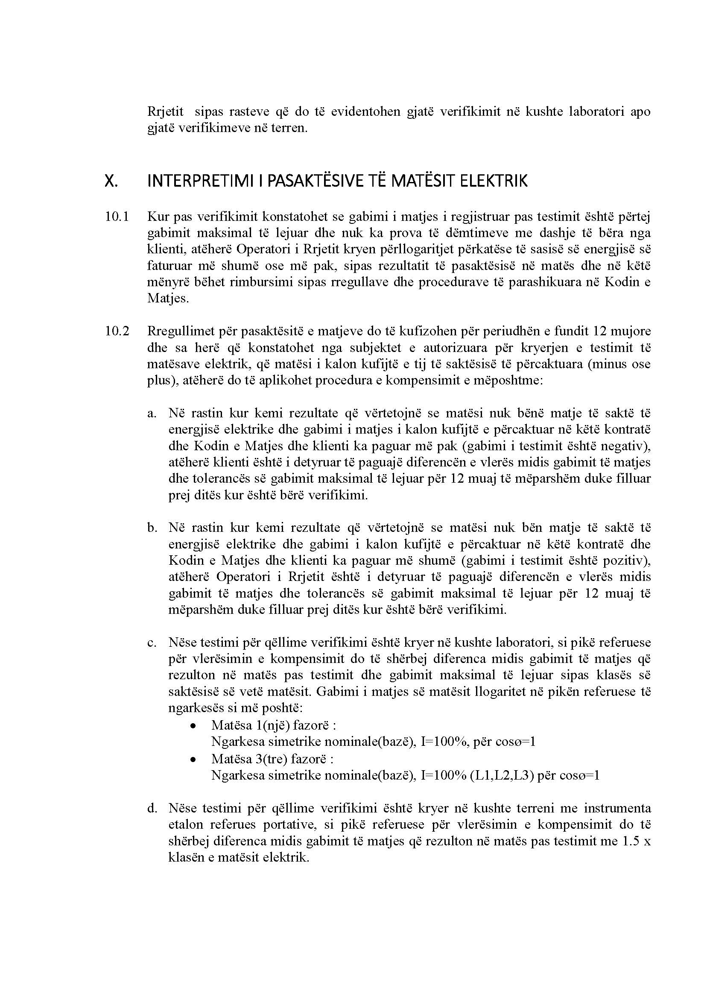 Rrjetit sipas rasteve që do të evidentohen gjatë verifikimit në kushte laboratori apo
gjatë verifikimeve në terren.
X. INTERPRETIMI I PASAKTËSIVE TË MATËSIT ELEKTRIK
10.1 Kur pas verifikimit konstatohet se gabimi i matjes i regjistruar pas testimit është përtej
gabimit maksimal të lejuar dhe nuk ka prova të dëmtimeve me dashje të bëra nga
klienti, atëherë Operatori i Rrjetit kryen përllogaritjet përkatëse të sasisë së energjisë së
faturuar më shumë ose më pak, sipas rezultatit të pasaktësisë në matës dhe në këtë
mënyrë bëhet rimbursimi sipas rregullave dhe procedurave të parashikuara në Kodin e
Matjes.
10.2 Rregullimet për pasaktësitë e matjeve do të kufizohen për periudhën e fundit 12 mujore
dhe sa herë që konstatohet nga subjektet e autorizuara për kryerjen e testimit të
matësave elektrik, që matësi i kalon kufijtë e tij të saktësisë të përcaktuara (minus ose
plus), atëherë do të aplikohet procedura e kompensimit e mëposhtme:
a. Në rastin kur kemi rezultate që vërtetojnë se matësi nuk bënë matje të saktë të
energjisë elektrike dhe gabimi i matjes i kalon kufijtë e përcaktuar në këtë kontratë
dhe Kodin e Matjes dhe klienti ka paguar më pak (gabimi i testimit është negativ),
atëherë klienti është i detyruar të paguajë diferencën e vlerës midis gabimit të matjes
dhe tolerancës së gabimit maksimal të lejuar për 12 muaj të mëparshëm duke filluar
prej ditës kur është bërë verifikimi.
b. Në rastin kur kemi rezultate që vërtetojnë se matësi nuk bën matje të saktë të
energjisë elektrike dhe gabimi i kalon kufijtë e përcaktuar në këtë kontratë dhe
Kodin e Matjes dhe klienti ka paguar më shumë (gabimi i testimit është pozitiv),
atëherë Operatori i Rrjetit është i detyruar të paguajë diferencën e vlerës midis
gabimit të matjes dhe tolerancës së gabimit maksimal të lejuar për 12 muaj të
mëparshëm duke filluar prej ditës kur është bërë verifikimi.
c. Nëse testimi për qëllime verifikimi është kryer në kushte laboratori, si pikë referuese
për vlerësimin e kompensimit do të shërbej diferenca midis gabimit të matjes që
rezulton në matës pas testimit dhe gabimit maksimal të lejuar sipas klasës së
saktësisë së vetë matësit. Gabimi i matjes së matësit llogaritet në pikën referuese të
ngarkesës si më poshtë:
• Matësa 1(një) fazorë :
Ngarkesa simetrike nominale(bazë), I=100%, për cosø=1
• Matësa 3(tre) fazorë :
Ngarkesa simetrike nominale(bazë), I=100% (L1,L2,L3) për cosø=1
d. Nëse testimi për qëllime verifikimi është kryer në kushte terreni me instrumenta
etalon referues portative, si pikë referuese për vlerësimin e kompensimit do të
shërbej diferenca midis gabimit të matjes që rezulton në matës pas testimit me 1.5 x
klasën e matësit elektrik.